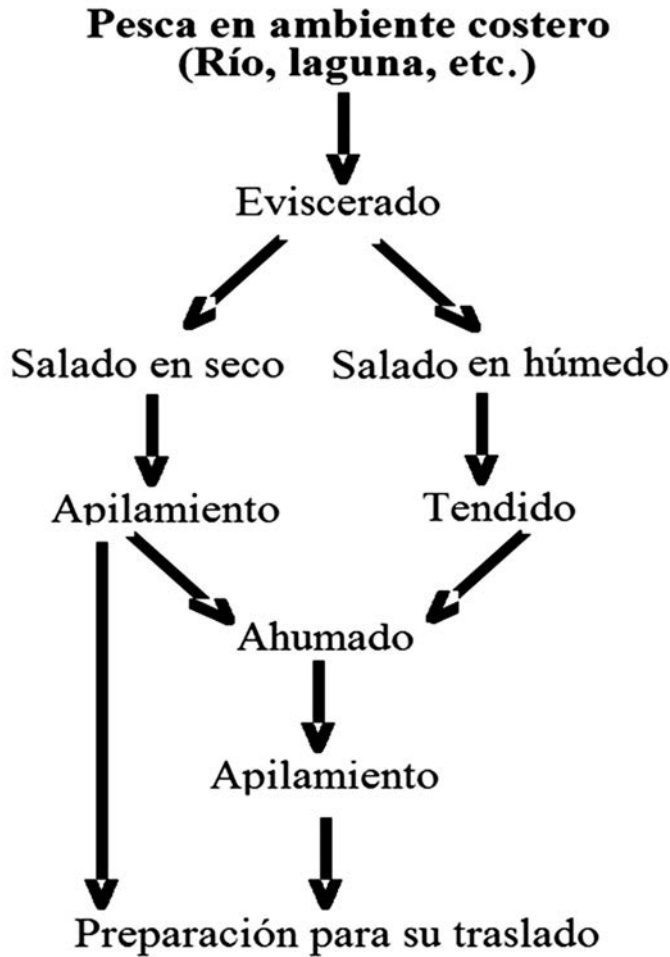 Pesca en ambiente costero
(Río, laguna, etc.)
Eviscerado
Salado en seco
Salado en húmedo
Apilamiento
Tendido
Ahumado
Apilamiento
Preparación para su traslado